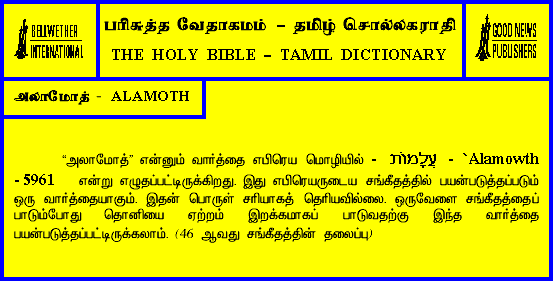 BELLWETHER
INTERNATIONAL
பரிசுத்த வேதாகமம் – தமிழ் சொல்லகராதி
THE HOLY BIBLE – TAMIL DICTIONARY
GOOD NEWS
PUBLISHERS
அலாமோத் - ALAMOTH
“அலாமோத்” என்னும் வார்த்தை எபிரெய மொழியில் - עֲלָמוֹת - `Alamowth
- 5961 என்று எழுதப்பட்டிருக்கிறது. இது எபிரெயருடைய சங்கீதத்தில் பயன்படுத்தப்படும்
ஒரு வார்த்தையாகும். இதன் பொருள் சரியாகத் தெரியவில்லை. ஒருவேளை சங்கீதத்தைப்
பாடும்போது தொனியை ஏற்றம் இறக்கமாகப் பாடுவதற்கு இந்த வார்த்தை
பயன்படுத்தப்பட்டிருக்கலாம். (46 ஆவது சங்கீதத்தின் தலைப்பு)